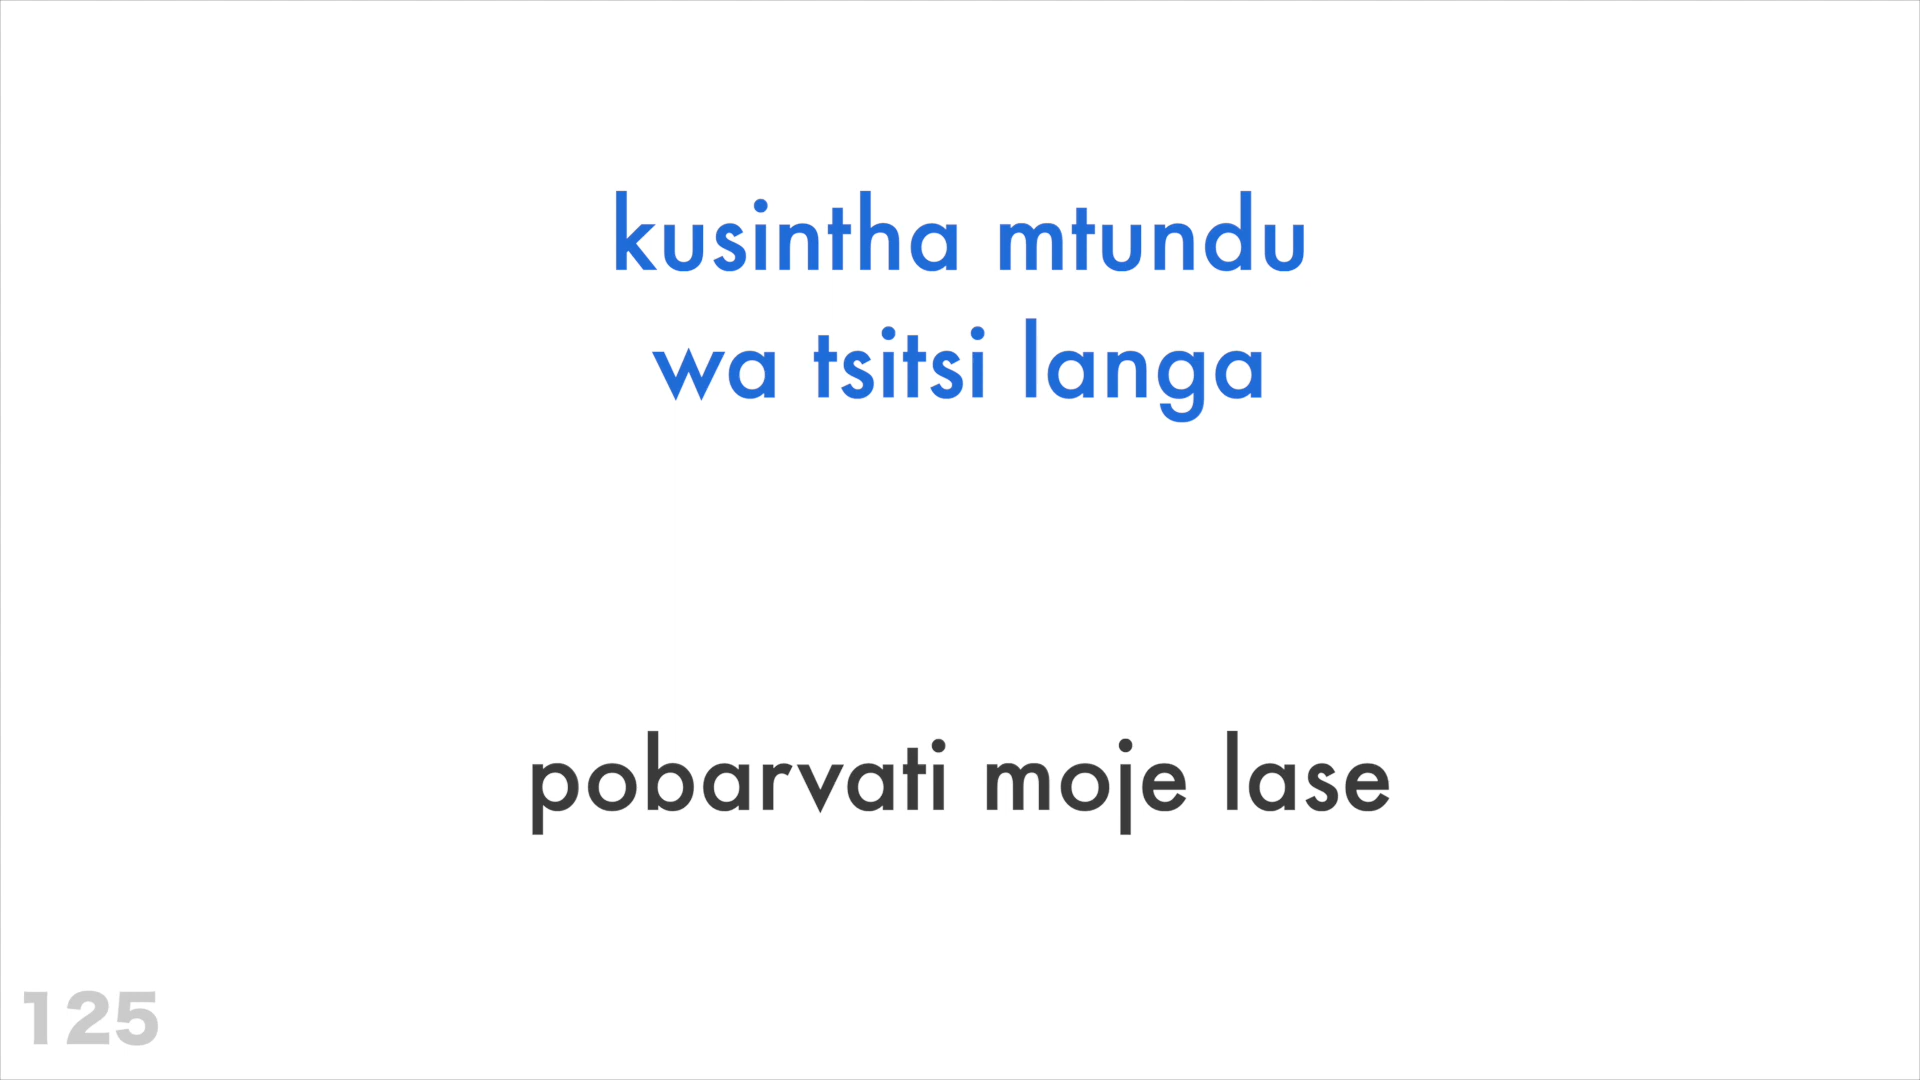 kusintha mtundu
wa tsitsi langa
pobarvati moje lase
125